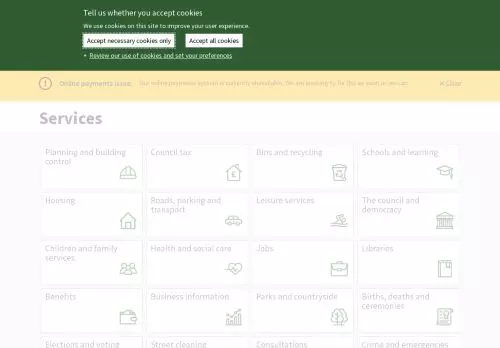 Tell us whether you accept cookies
We use cookies on this site to improve your user experience.
Accept necessary cookies only
Accept all cookies
Review our use of cookies and set your preferences
Online payments issue:
Our online payments system is currently unavailable. We are working to fix this as soon as we can.
Close
Services
Planning and building control
Council tax
Bins and recycling
Schools and learning
Housing
Roads, parking and transport
Leisure services
The council and democracy
Children and family services
Health and social care
Jobs
Libraries
Benefits
Business information
Parks and countryside
Births, deaths and ceremonies
Elections and voting
Street cleaning
Consultations
Crime and emergencies